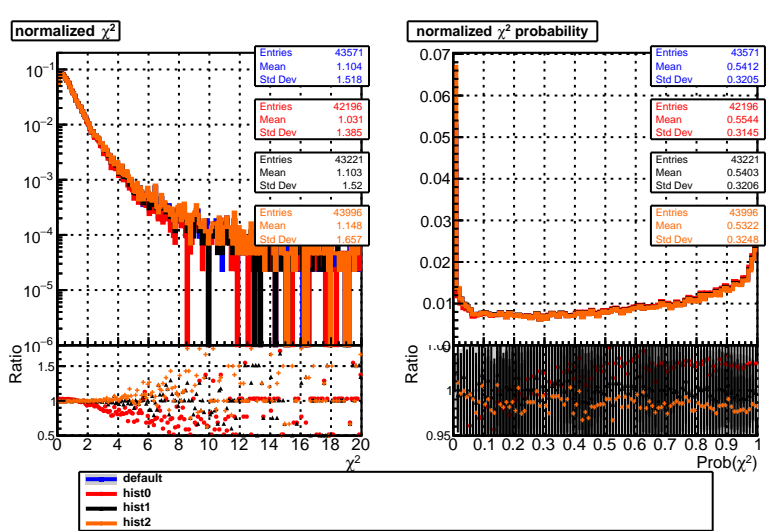 normalized χ²
Entries 43571
Mean 1.104
Std Dev 1.518
Entries 42196
Mean 1.031
Std Dev 1.385
Entries 43221
Mean 1.103
Std Dev 1.52
Entries 43996
Mean 1.148
Std Dev 1.657
10⁻¹
10⁻²
10⁻³
10⁻⁴
10⁻⁵
10⁻⁶
Ratio
1.5
1
0.5
0 2 4 6 8 10 12 14 16 18 20
χ²
normalized χ² probability
Entries 43571
Mean 0.5412
Std Dev 0.3205
Entries 42196
Mean 0.5544
Std Dev 0.3145
Entries 43221
Mean 0.5403
Std Dev 0.3206
Entries 43996
Mean 0.5322
Std Dev 0.3248
0.07
0.06
0.05
0.04
0.03
0.02
0.01
Ratio
1
0.95
0 0.1 0.2 0.3 0.4 0.5 0.6 0.7 0.8 0.9 1
Prob(χ²)
default
hist0
hist1
hist2